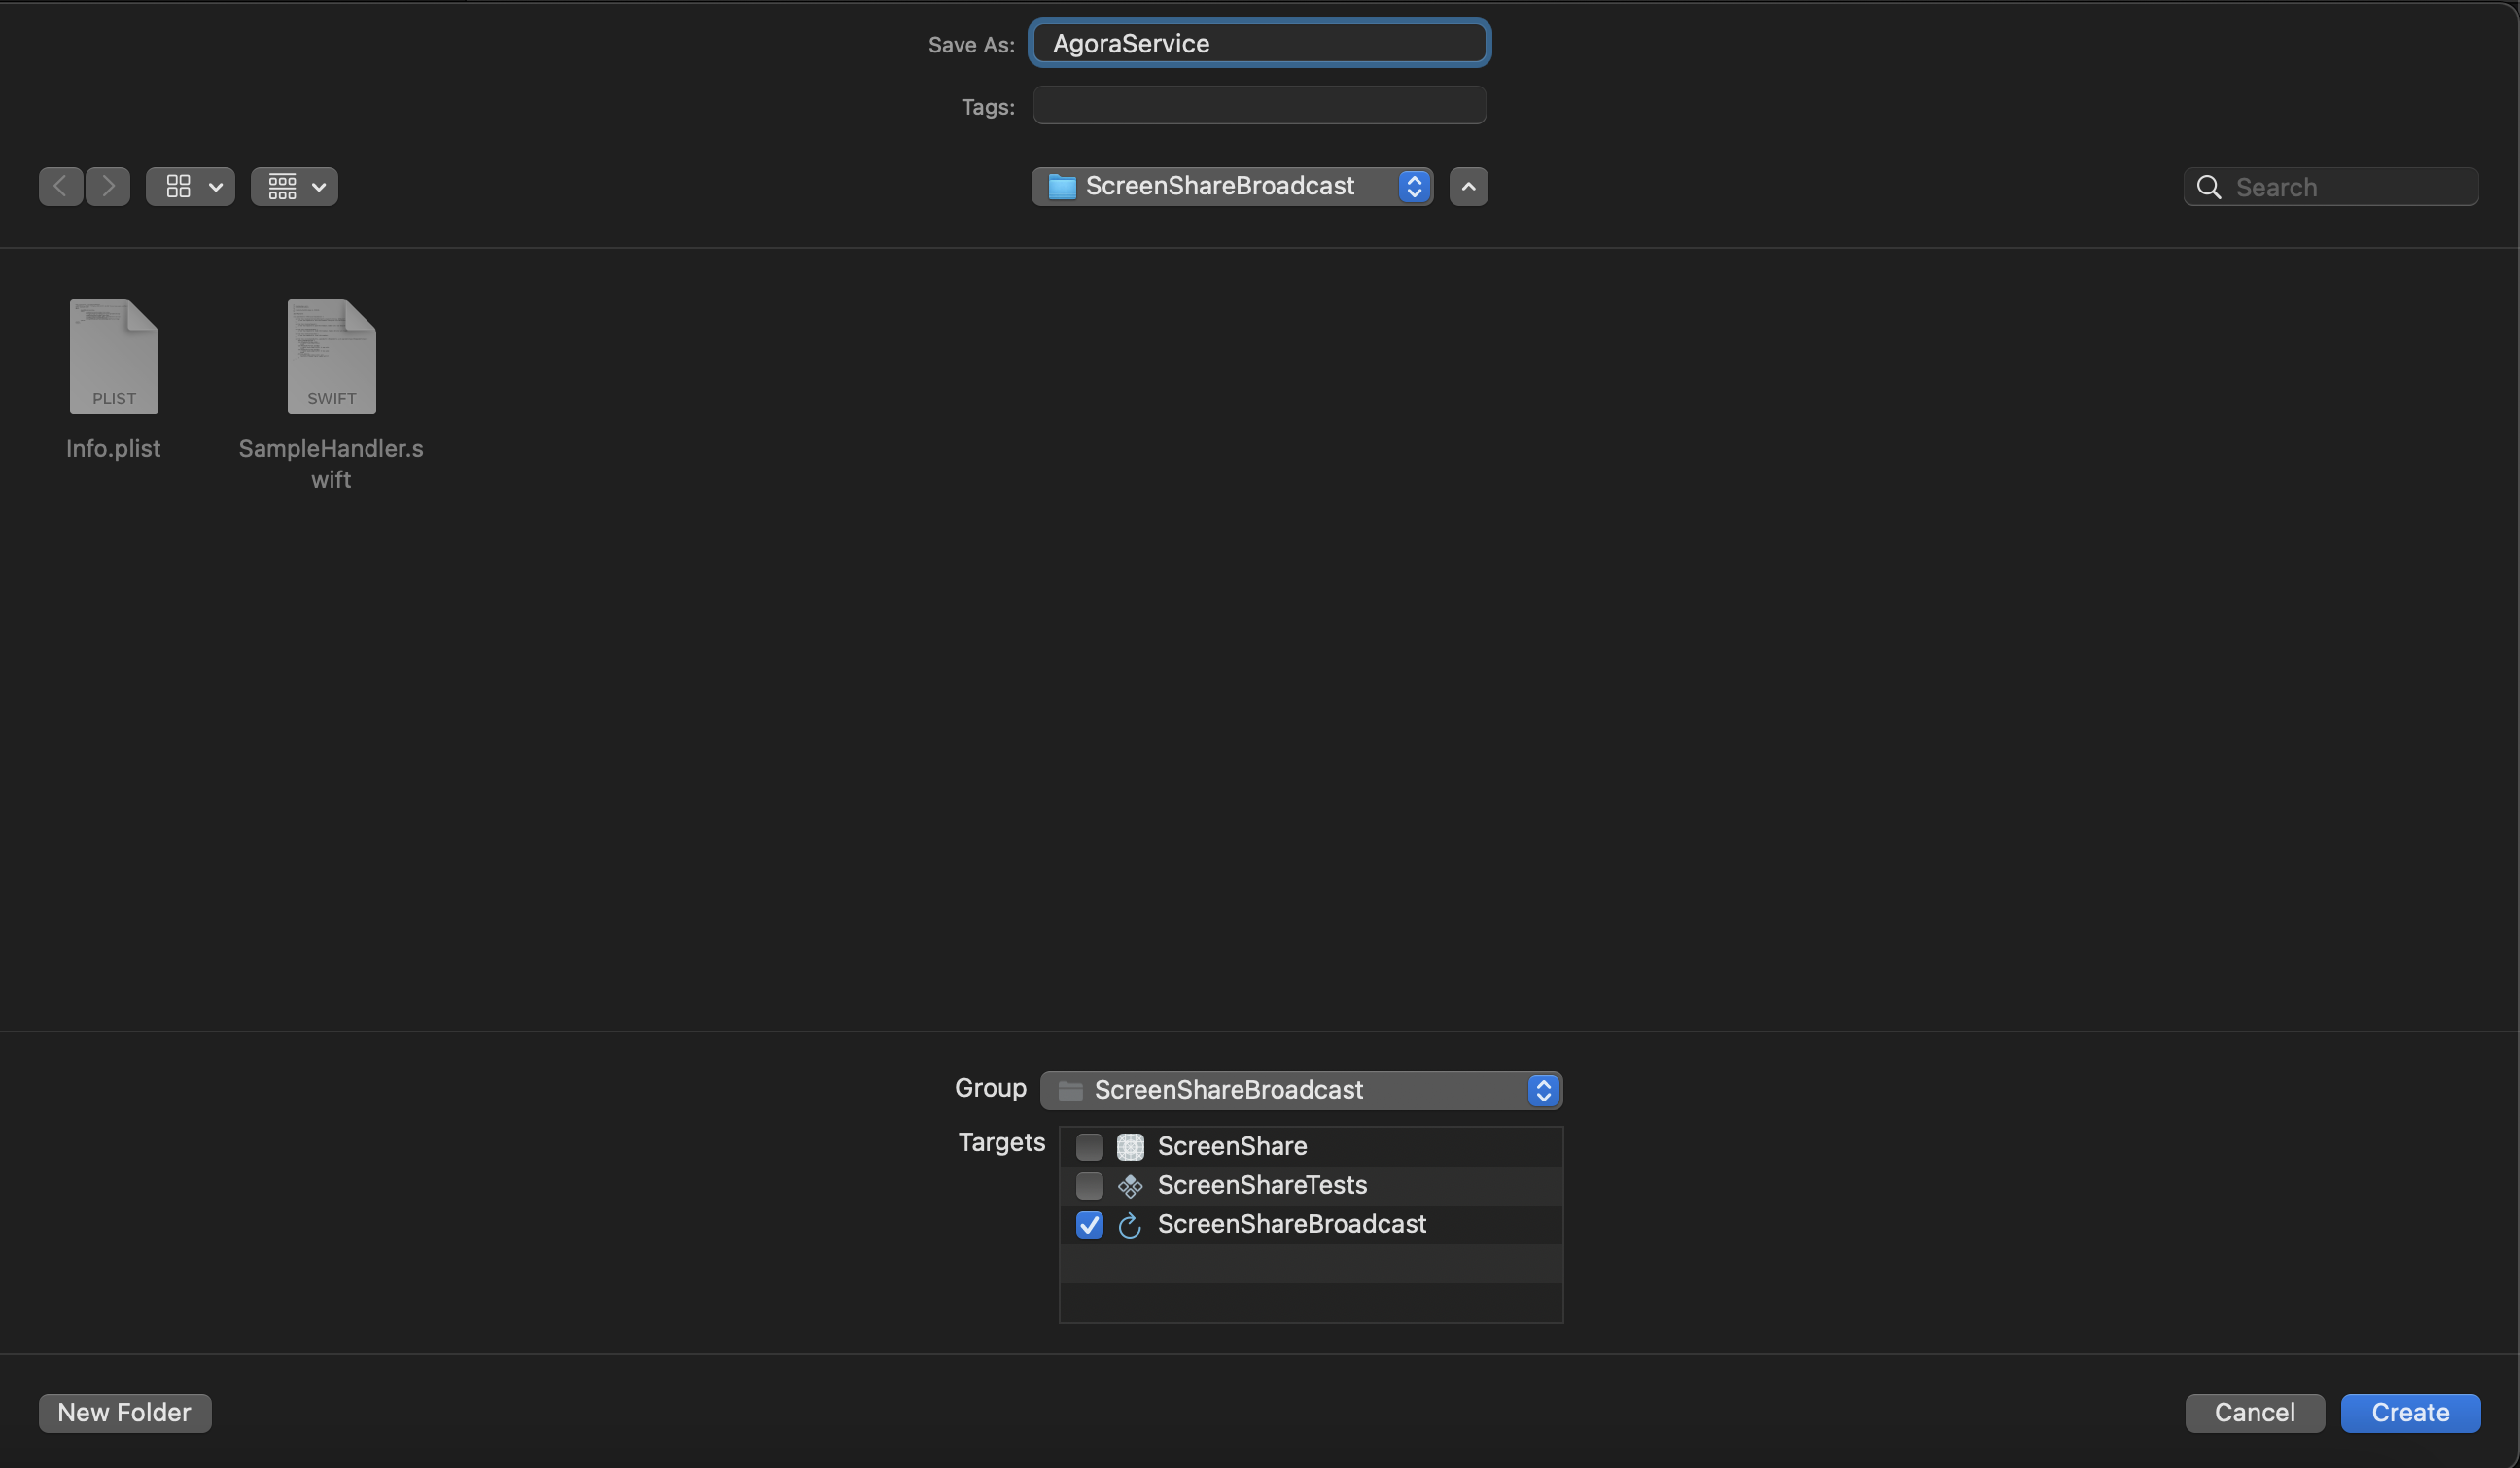 Save As: AgoraService
Tags:
ScreenShareBroadcast
Search
PLIST
SWIFT
Info.plist
SampleHandler.s
wift
Group ScreenShareBroadcast
Targets ScreenShare
ScreenShareTests
ScreenShareBroadcast
New Folder
Cancel
Create